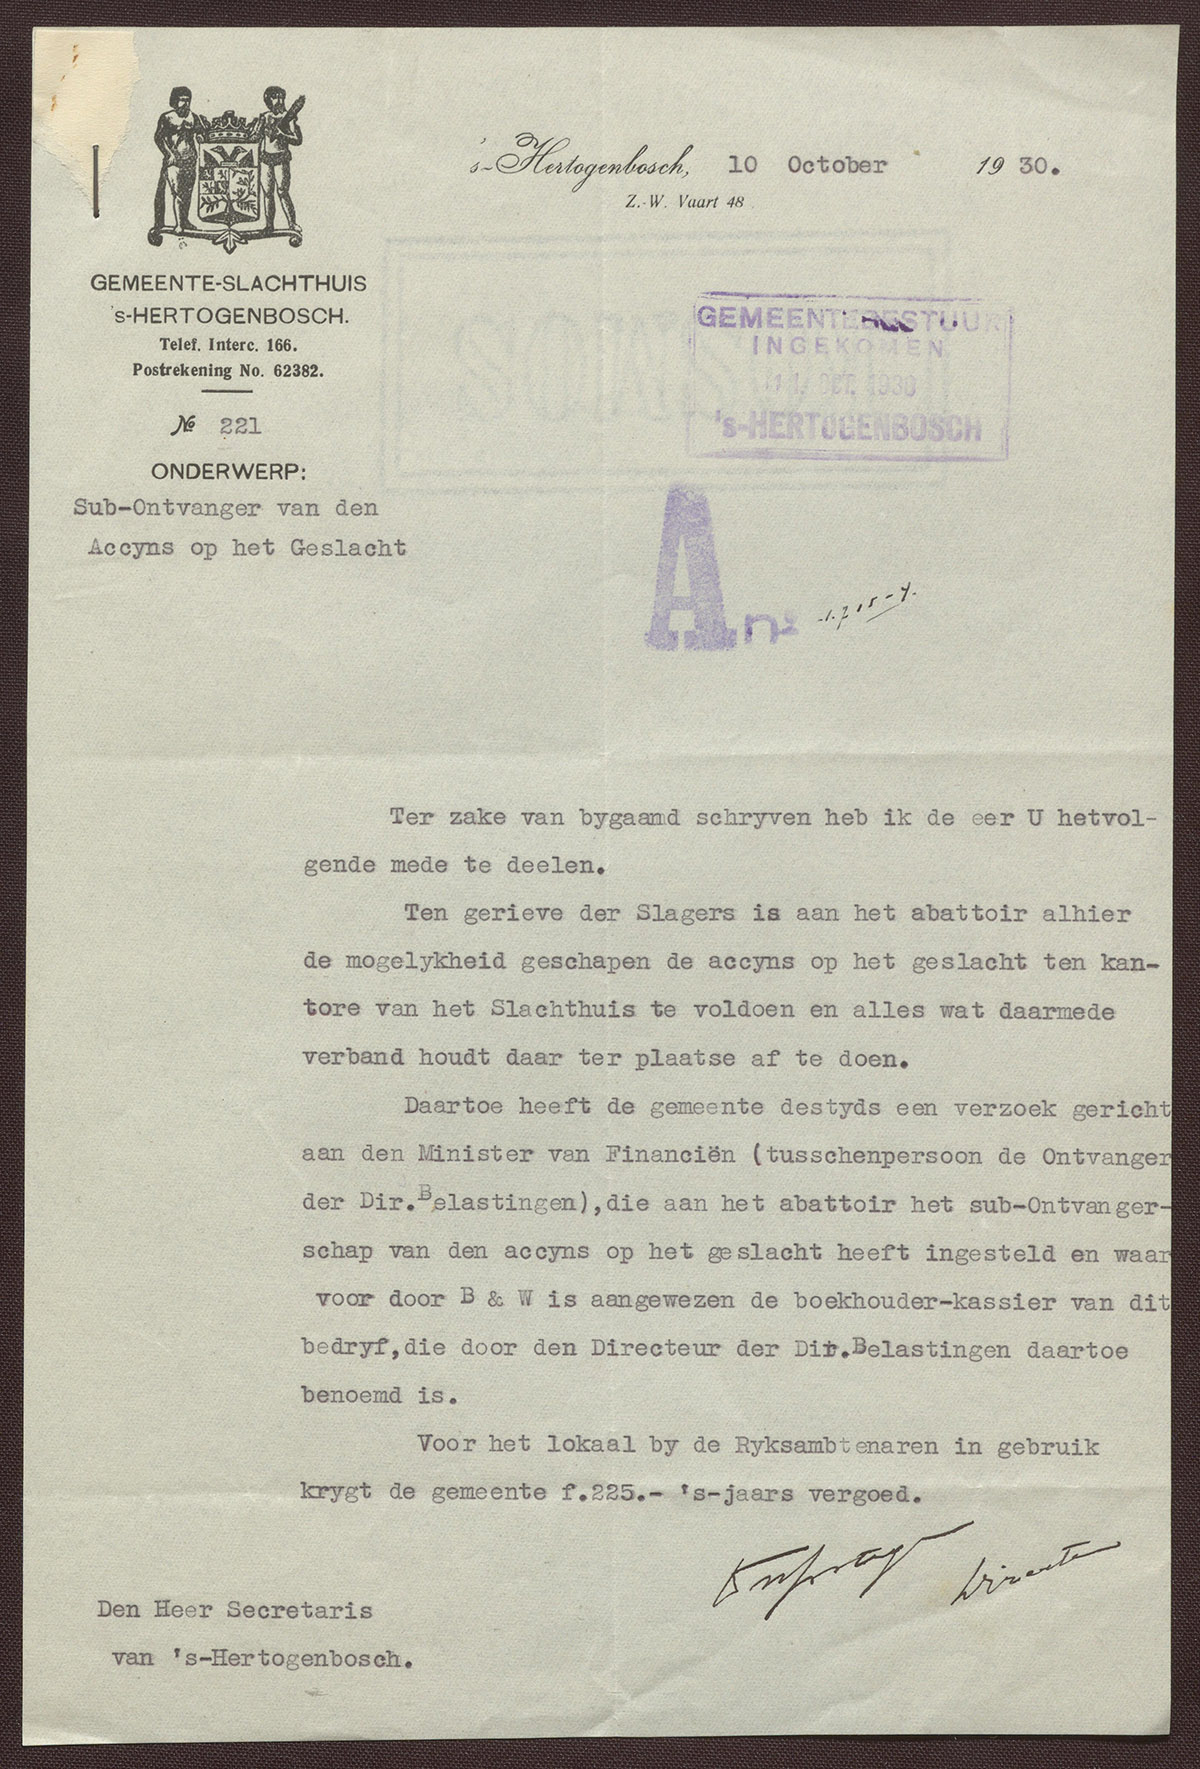 's-Hertogenbosch, 10 October 1930.
Z.-W. Vaart 48
GEMEENTE-SLACHTHUIS
's-HERTOGENBOSCH.
Telef. Interc. 166.
Postrekening No. 62382.
No 221
ONDERWERP:
Sub-Ontvanger van den
Accyns op het Geslacht
GEMEENTEBESTUUR
INGEKOMEN
11 OCT. 1930
's-HERTOGENBOSCH
A no
Ter zake van bygaand schryven heb ik de eer U hetvol-
gende mede te deelen.
Ten gerieve der Slagers is aan het abattoir alhier
de mogelykheid geschapen de accyns op het geslacht ten kan-
tore van het Slachthuis te voldoen en alles wat daarmede
verband houdt daar ter plaatse af te doen.
Daartoe heeft de gemeente destyds een verzoek gericht
aan den Minister van Financiën (tusschenpersoon de Ontvanger
der Dir.Belastingen),die aan het abattoir het sub-Ontvanger-
schap van den accyns op het geslacht heeft ingesteld en waar
voor door B & W is aangewezen de boekhouder-kassier van dit
bedryf,die door den Directeur der Dir.Belastingen daartoe
benoemd is.
Voor het lokaal by de Ryksambtenaren in gebruik
krygt de gemeente f.225.- 's-jaars vergoed.
Den Heer Secretaris
van 's-Hertogenbosch.